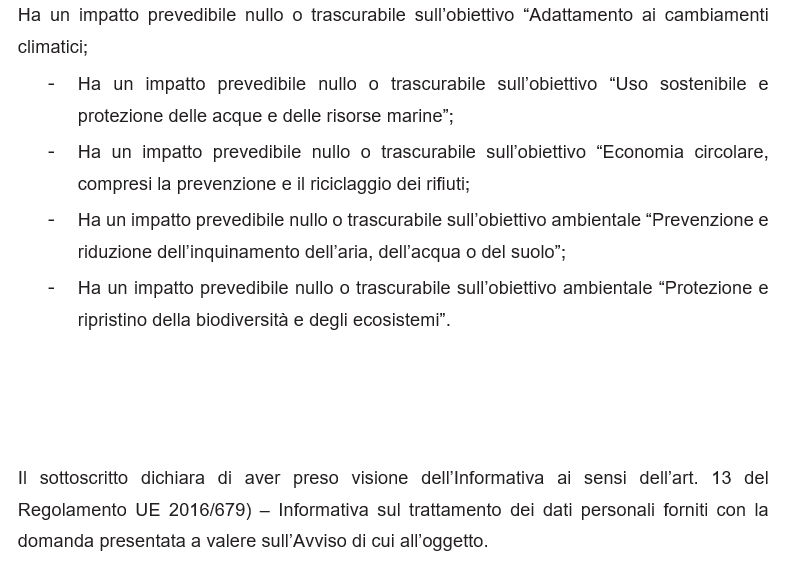 Ha un impatto prevedibile nullo o trascurabile sull’obiettivo “Adattamento ai cambiamenti
climatici;
- Ha un impatto prevedibile nullo o trascurabile sull’obiettivo “Uso sostenibile e
protezione delle acque e delle risorse marine”;
- Ha un impatto prevedibile nullo o trascurabile sull’obiettivo “Economia circolare,
compresi la prevenzione e il riciclaggio dei rifiuti;
- Ha un impatto prevedibile nullo o trascurabile sull’obiettivo ambientale “Prevenzione e
riduzione dell’inquinamento dell’aria, dell’acqua o del suolo”;
- Ha un impatto prevedibile nullo o trascurabile sull’obiettivo ambientale “Protezione e
ripristino della biodiversità e degli ecosistemi”.
Il sottoscritto dichiara di aver preso visione dell’Informativa ai sensi dell’art. 13 del
Regolamento UE 2016/679) – Informativa sul trattamento dei dati personali forniti con la
domanda presentata a valere sull’Avviso di cui all’oggetto.